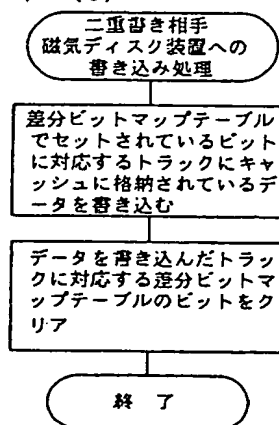 二重書き相手
磁気ディスク装置への
書き込み処理
差分ビットマップテーブル
でセットされているビット
に対応するトラックにキャ
ッシュに格納されているデ
ータを書き込む
データを書き込んだトラッ
クに対応する差分ビットマ
ップテーブルのビットをク
リア
終 了